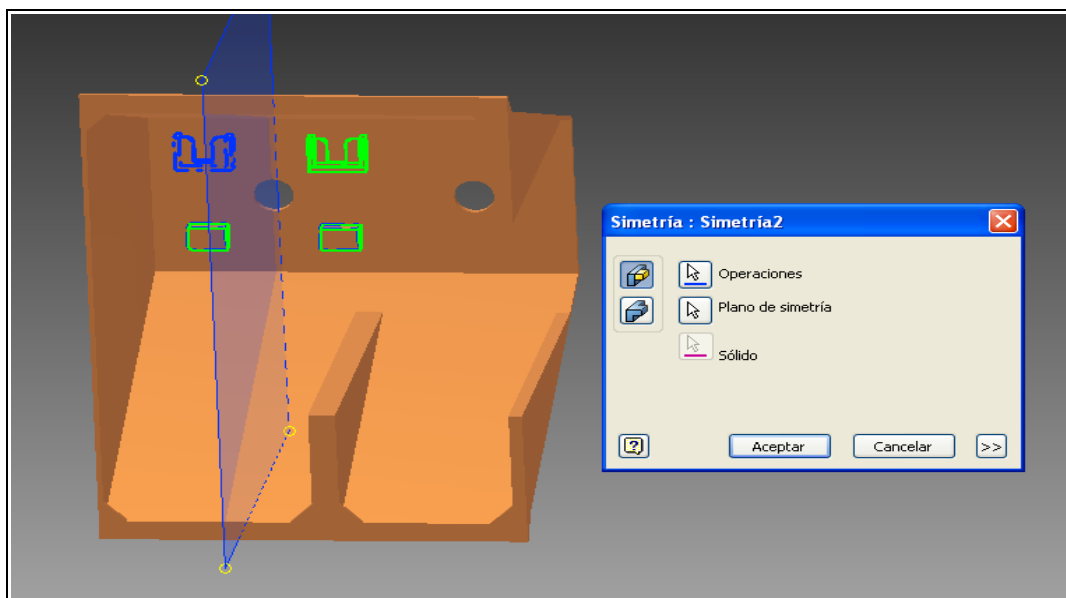 Simetría : Simetría2
Operaciones
Plano de simetría
Sólido
Aceptar
Cancelar
>>